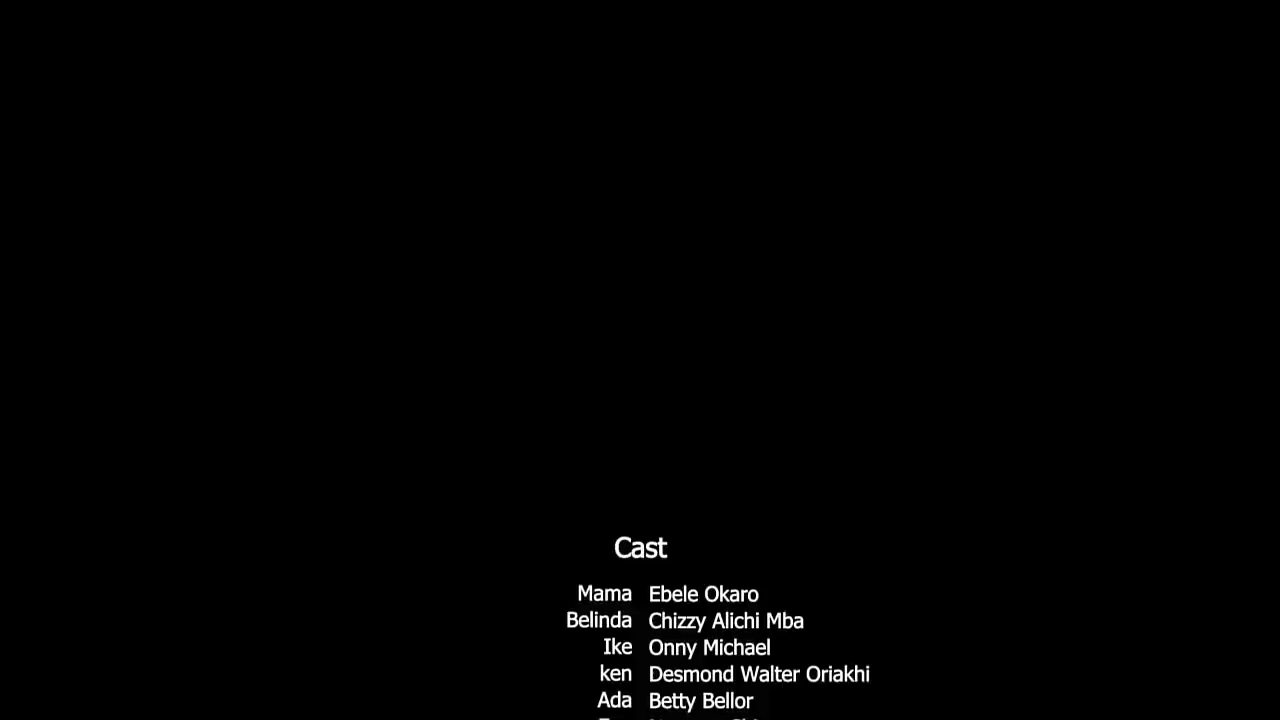 Cast
Mama Ebele Okaro
Belinda Chizzy Alichi Mba
Ike Onny Michael
ken Desmond Walter Oriakhi
Ada Betty Bellor